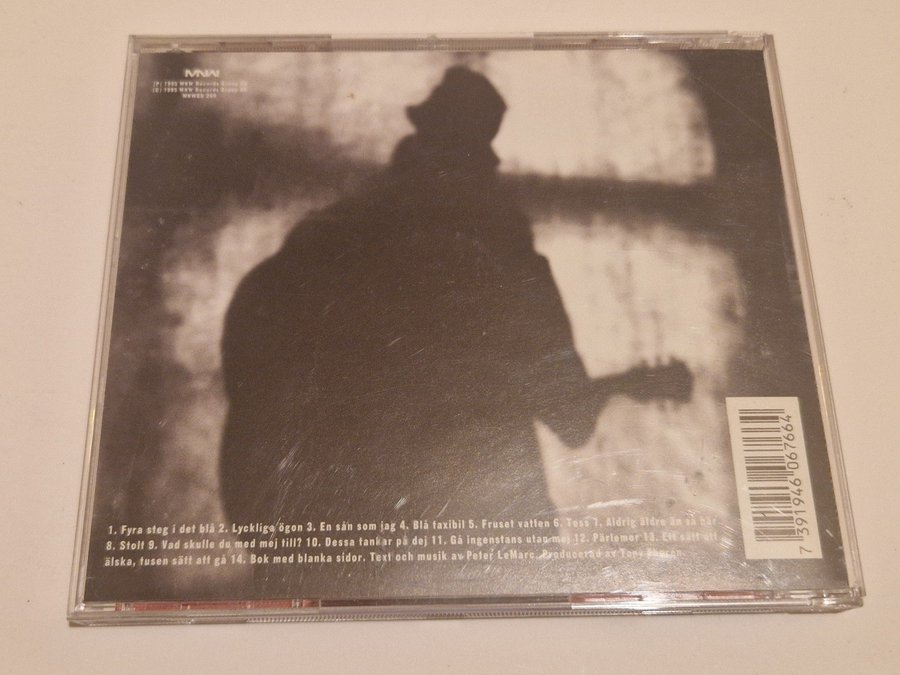 MNW
(P) 1995 MNW Records Group AB
(C) 1995 MNW Records Group AB
1. Fyra steg i det blå 2. Lyckliga ögon 3. En sån som jag 4. Blå taxibil 5. Fruset vatten 6. Toss 7. Aldrig äldre än så här
8. Stolt 9. Vad skulle du med mej till? 10. Dessa tankar på dej 11. Gå ingenstans utan mej 12. Pärlemor 13. Ett sätt att
älska, tusen sätt att gå 14. Bok med blanka sidor. Text och musik av Peter LeMarc. Producerad av Tony Thorén.
7 391946 067664